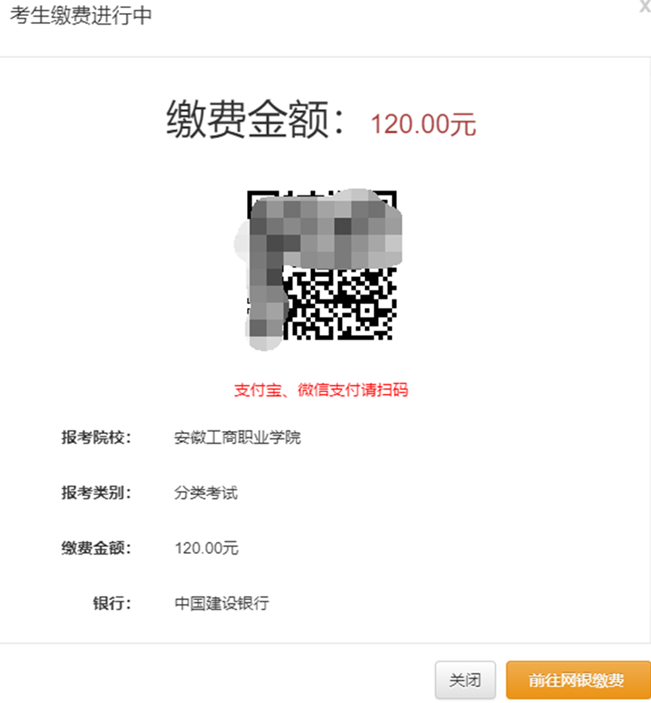 考生缴费进行中
x
缴费金额：120.00元
支付宝、微信支付请扫码
报考院校： 安徽工商职业学院
报考类别： 分类考试
缴费金额： 120.00元
银行： 中国建设银行
关闭 前往网银缴费